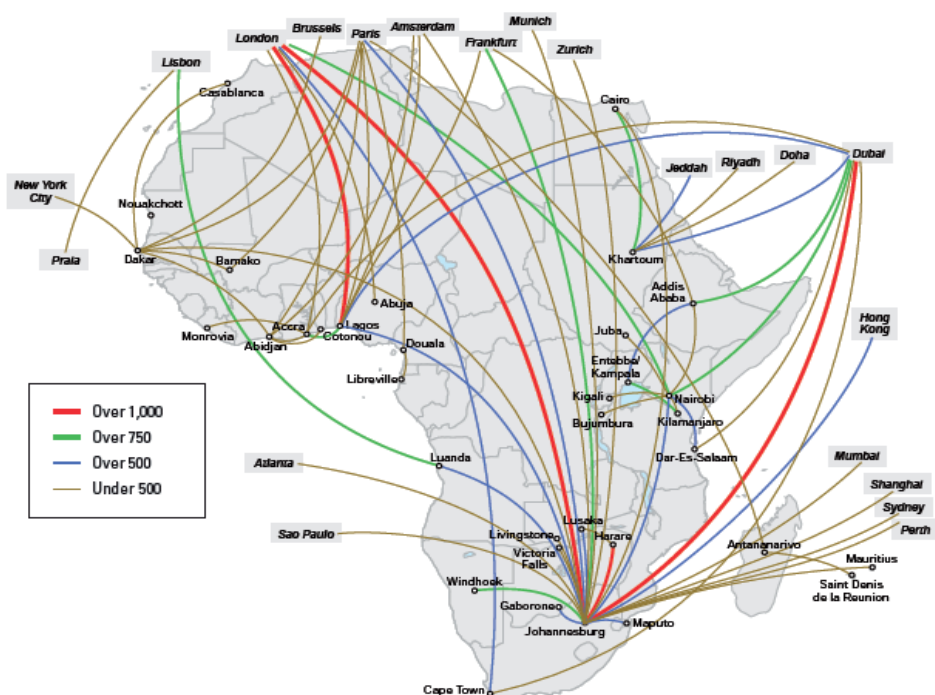 Munich
Brussels
Amsterdam
London
Paris
Frankfurt
Zurich
Lisbon
Casablanca
Cairo
Dubai
Doha
Riyadh
Jeddah
New York
City
Nouakchott
Praia
Dakar
Bamako
Khartoum
Addis
Ababa
Abuja
Hong
Kong
Monrovia
Accra
Lagos
Abidjan
Cotonou
Juba
Douala
Entebbe/
Kampala
Libreville
Kigali
Nairobi
Bujumbura
Kilimanjaro
Over 1,000
Over 750
Over 500
Under 500
Luanda
Dar-Es-Salaam
Atlanta
Mumbai
Shanghai
Sao Paulo
Lusaka
Sydney
Livingstone
Harare
Perth
Victoria
Falls
Antananarivo
Mauritius
Windhoek
Saint Denis
de la Reunion
Gaborone
Johannesburg
Maputo
Cape Town